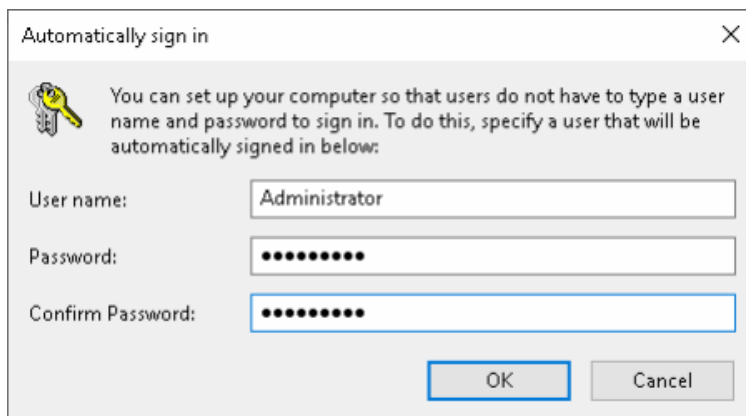 Automatically sign in
You can set up your computer so that users do not have to type a user
name and password to sign in. To do this, specify a user that will be
automatically signed in below:
User name: Administrator
Password: ●●●●●●●●●
Confirm Password: ●●●●●●●●●
OK Cancel